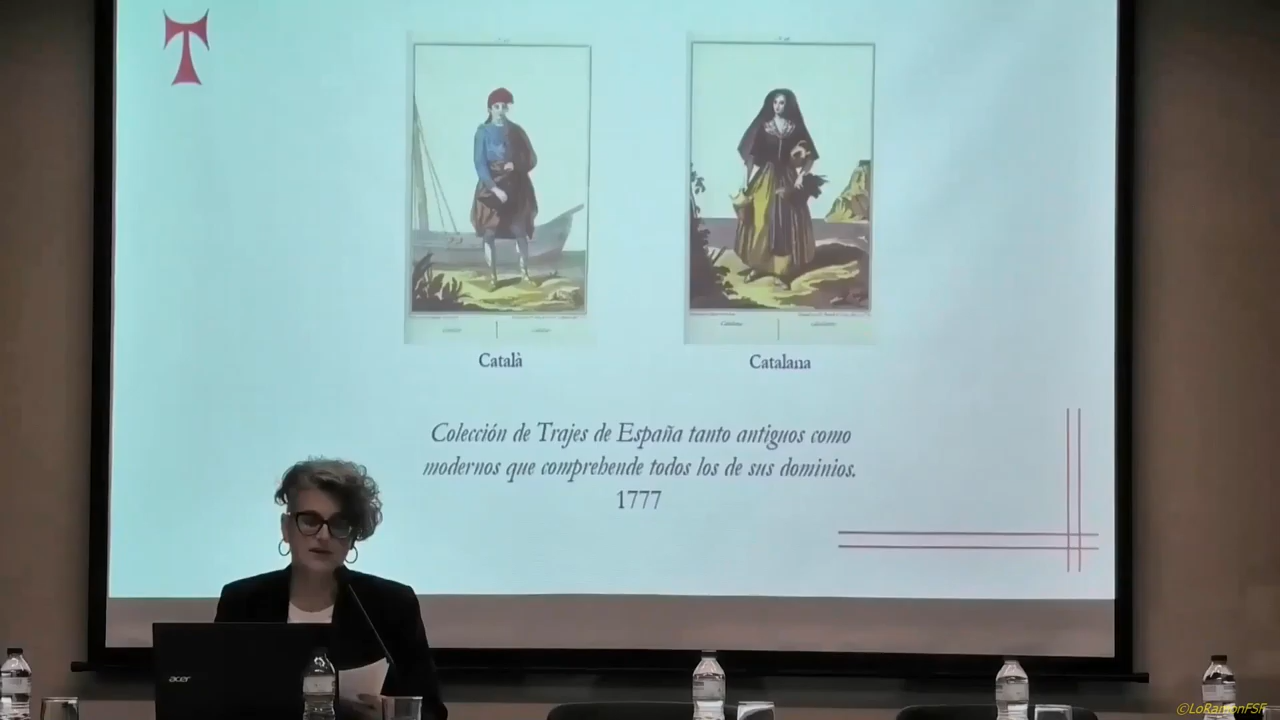 Català
Catalana
Colección de Trajes de España tanto antiguos como
modernos que comprehende todos los de sus dominios.
1777
acer
©LoRamonFSF